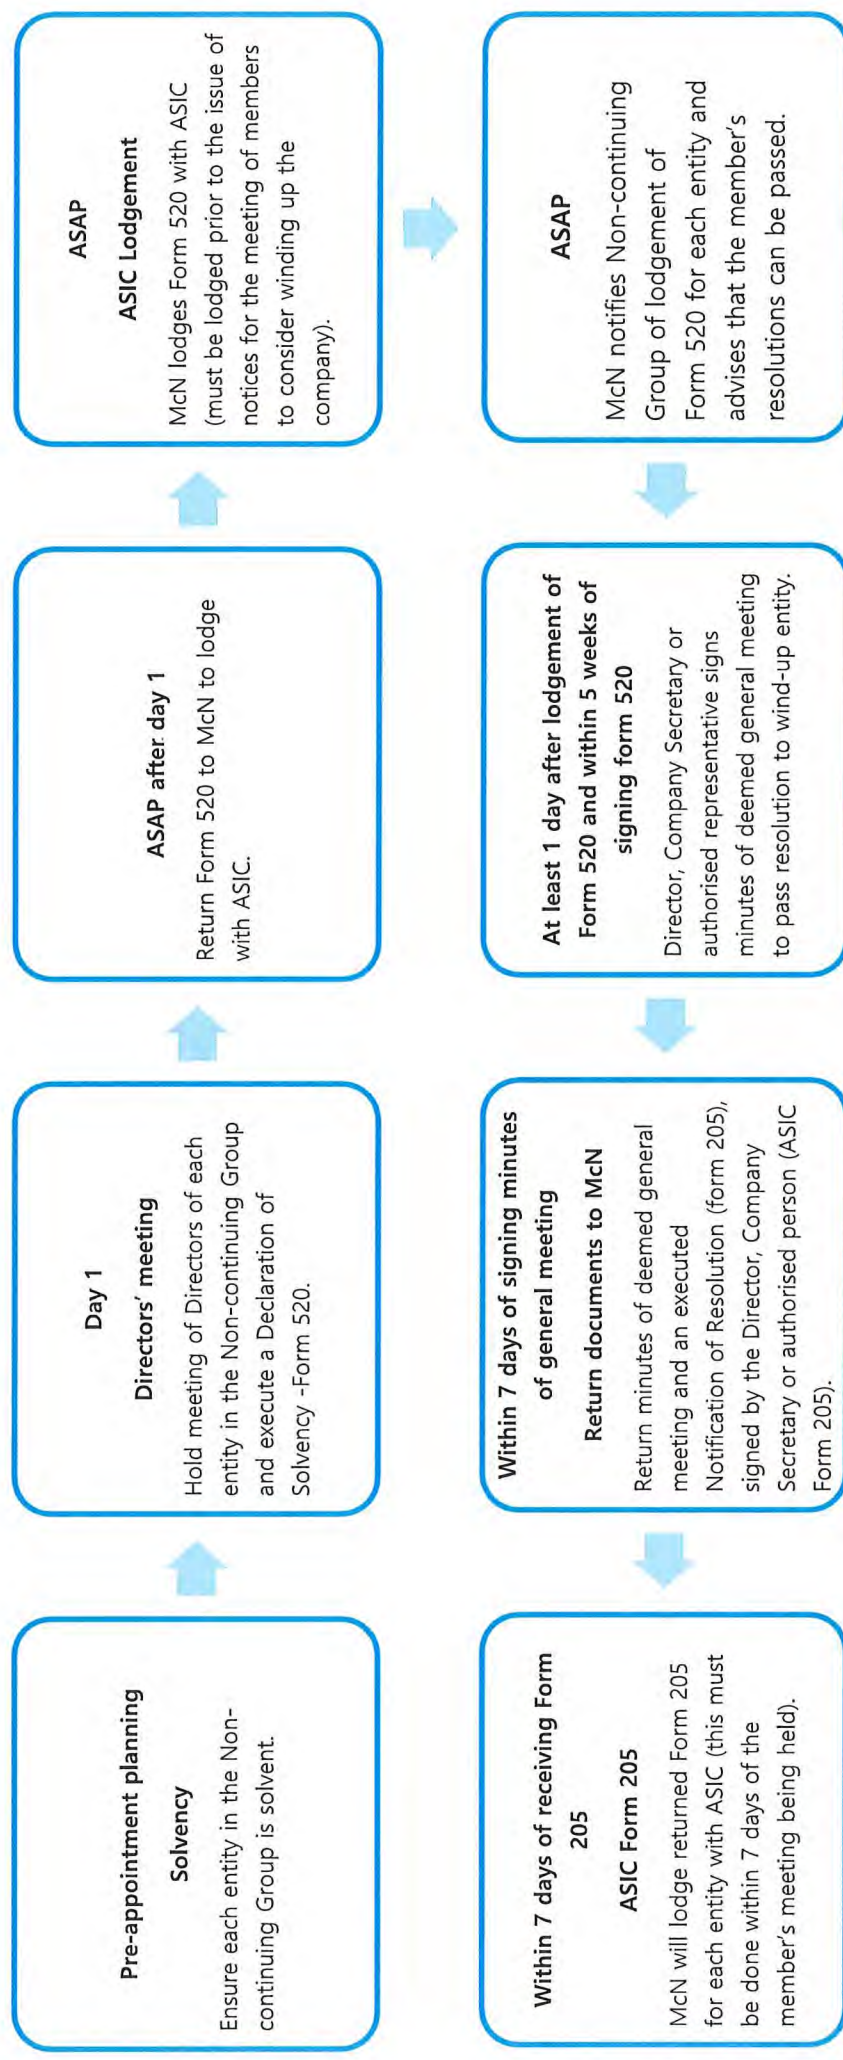 Pre-appointment planning
Solvency
Ensure each entity in the Non-
continuing Group is solvent.
Day 1
Directors' meeting
Hold meeting of Directors of each
entity in the Non-continuing Group
and execute a Declaration of
Solvency -Form 520.
ASAP after day 1
Return Form 520 to McN to lodge
with ASIC.
ASAP
ASIC Lodgement
McN lodges Form 520 with ASIC
(must be lodged prior to the issue of
notices for the meeting of members
to consider winding up the
company).
ASAP
McN notifies Non-continuing
Group of lodgement of
Form 520 for each entity and
advises that the member's
resolutions can be passed.
At least 1 day after lodgement of
Form 520 and within 5 weeks of
signing form 520
Director, Company Secretary or
authorised representative signs
minutes of deemed general meeting
to pass resolution to wind-up entity.
Within 7 days of signing minutes
of general meeting
Return documents to McN
Return minutes of deemed general
meeting and an executed
Notification of Resolution (form 205),
signed by the Director, Company
Secretary or authorised person (ASIC
Form 205).
Within 7 days of receiving Form
205
ASIC Form 205
McN will lodge returned Form 205
for each entity with ASIC (this must
be done within 7 days of the
member's meeting being held).